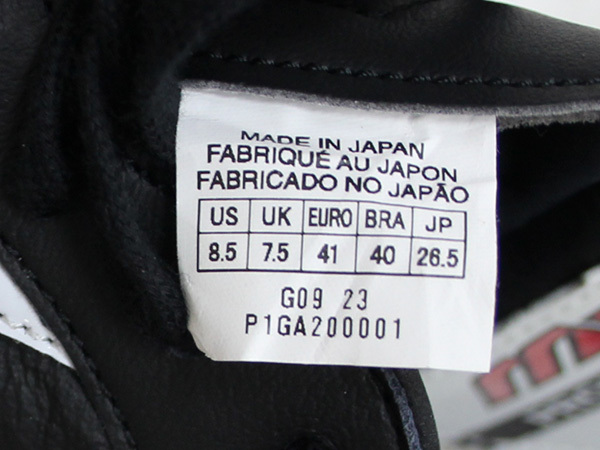 MADE IN JAPAN
FABRIQUÉ AU JAPON
FABRICADO NO JAPÃO
US UK EURO BRA JP
8.5 7.5 41 40 26.5
G09 23
P1GA200001